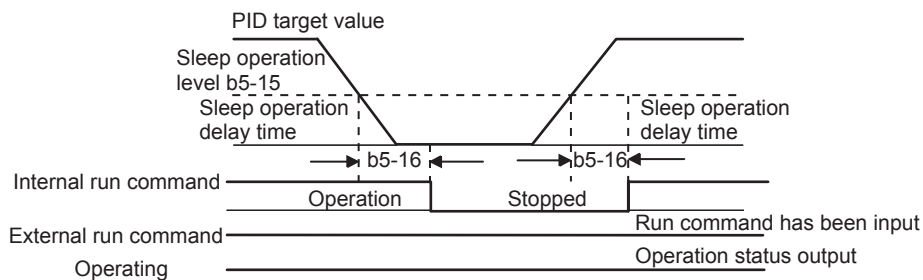 PID target value
Sleep operation
level b5-15
Sleep operation
delay time
Sleep operation
delay time
b5-16
b5-16
Internal run command
Operation
Stopped
Run command has been input
External run command
Operation status output
Operating